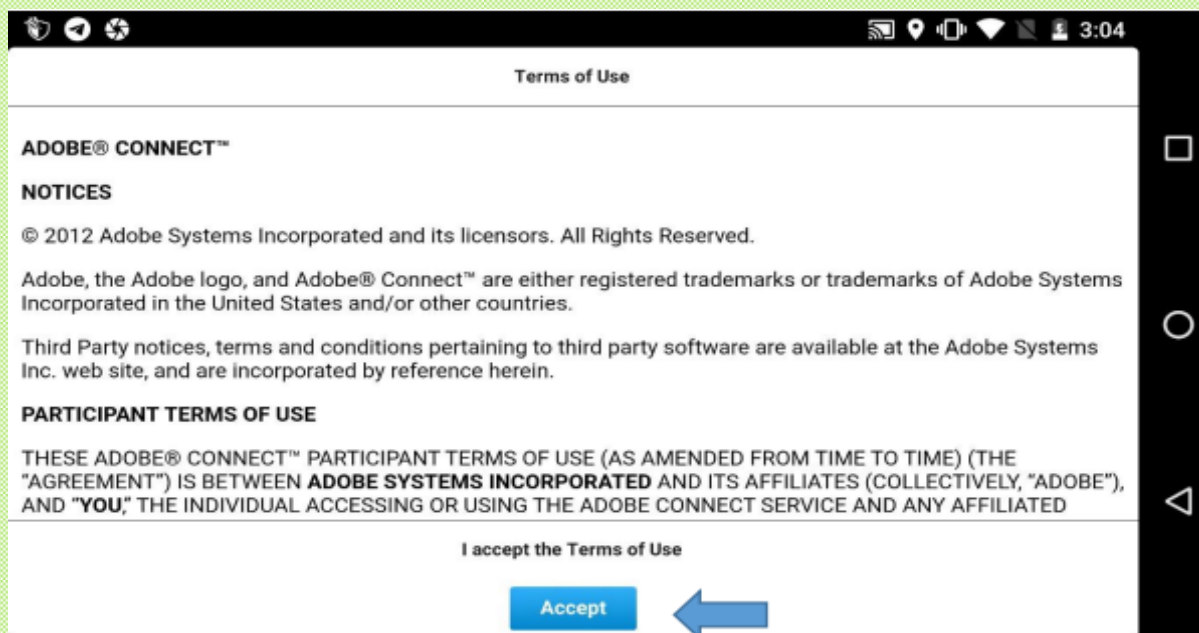 3:04
Terms of Use
ADOBE® CONNECT™
NOTICES
© 2012 Adobe Systems Incorporated and its licensors. All Rights Reserved.
Adobe, the Adobe logo, and Adobe® Connect™ are either registered trademarks or trademarks of Adobe Systems
Incorporated in the United States and/or other countries.
Third Party notices, terms and conditions pertaining to third party software are available at the Adobe Systems
Inc. web site, and are incorporated by reference herein.
PARTICIPANT TERMS OF USE
THESE ADOBE® CONNECT™ PARTICIPANT TERMS OF USE (AS AMENDED FROM TIME TO TIME) (THE
"AGREEMENT") IS BETWEEN ADOBE SYSTEMS INCORPORATED AND ITS AFFILIATES (COLLECTIVELY, "ADOBE"),
AND "YOU," THE INDIVIDUAL ACCESSING OR USING THE ADOBE CONNECT SERVICE AND ANY AFFILIATED
I accept the Terms of Use
Accept